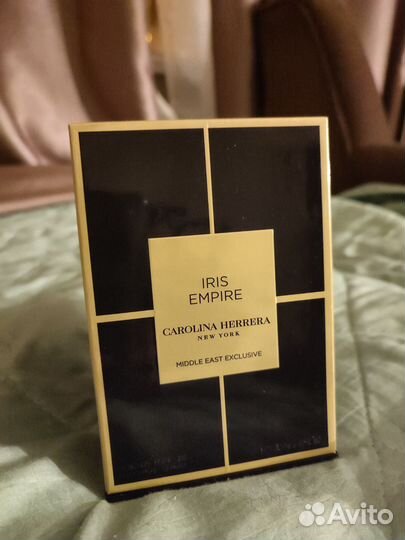 IRIS
EMPIRE
CAROLINA HERRERA
NEW YORK
MIDDLE EAST EXCLUSIVE
Avito